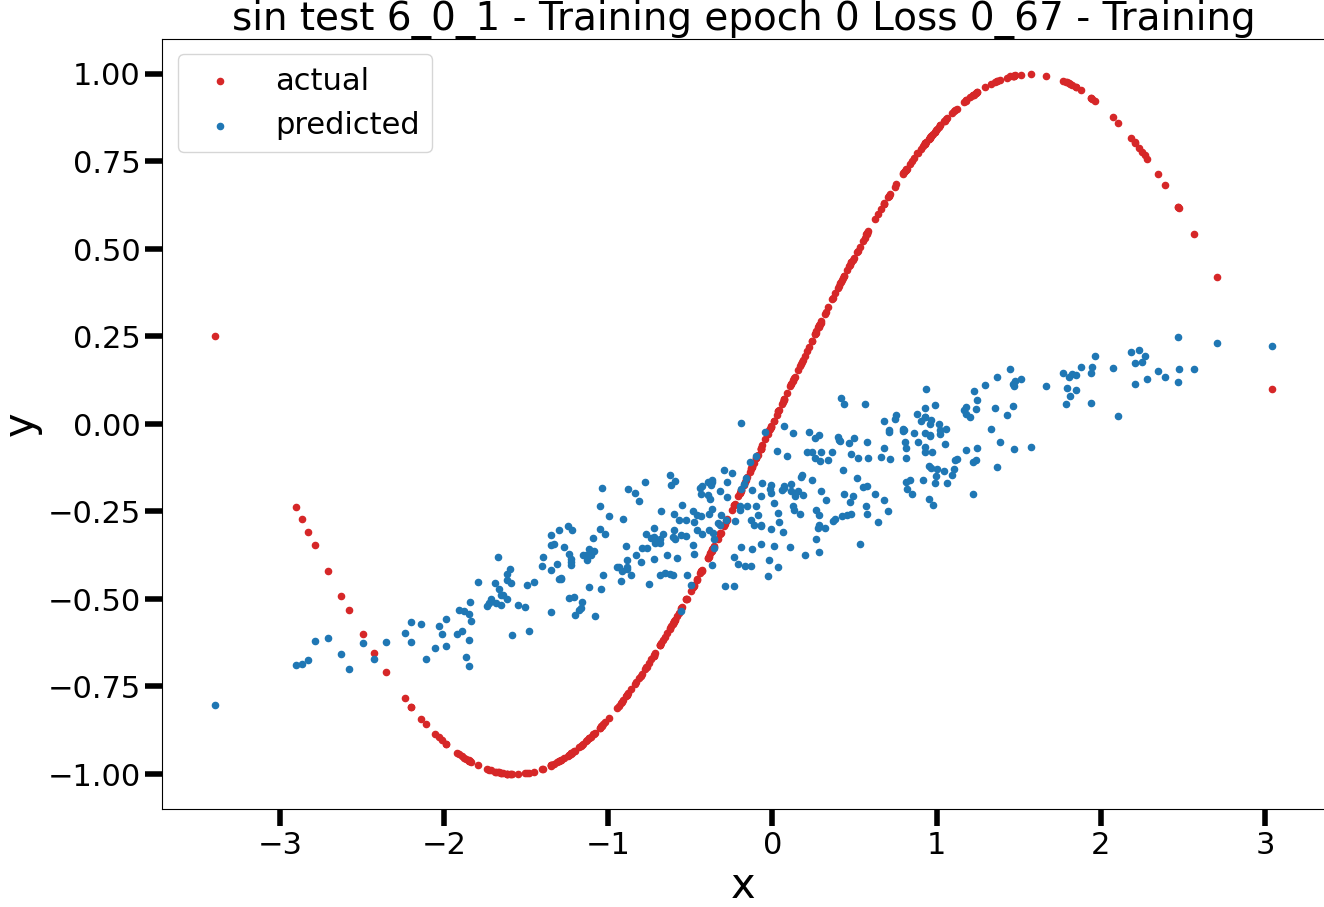 sin test 6_0_1 - Training epoch 0 Loss 0_67 - Training
actual
predicted
1.00
0.75
0.50
0.25
0.00
−0.25
−0.50
−0.75
−1.00
y
−3 −2 −1 0 1 2 3
x